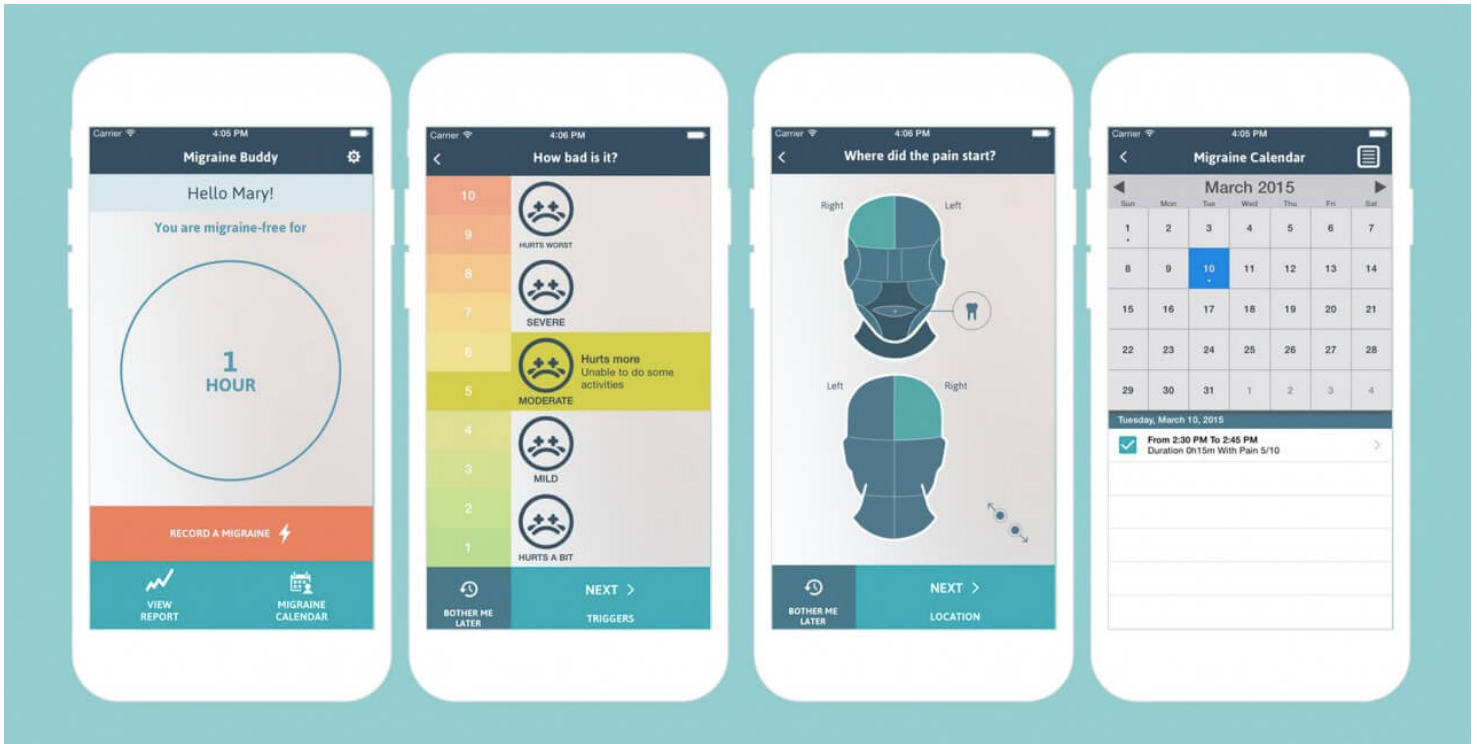 Carrier 4:05 PM
Migraine Buddy
Hello Mary!
You are migraine-free for
1
HOUR
RECORD A MIGRAINE
VIEW
REPORT
MIGRAINE
CALENDAR
Carrier 4:06 PM
How bad is it?
10
9
8
7
6
5
4
3
2
1
HURTS WORST
SEVERE
Hurts more
Unable to do some
activities
MODERATE
MILD
HURTS A BIT
BOTHER ME
LATER
NEXT >
TRIGGERS
Carrier 4:06 PM
Where did the pain start?
Right Left
Left Right
BOTHER ME
LATER
NEXT >
LOCATION
Carrier 4:05 PM
Migraine Calendar
March 2015
Sun Mon Tue Wed Thu Fri Sat
1 2 3 4 5 6 7
8 9 10 11 12 13 14
15 16 17 18 19 20 21
22 23 24 25 26 27 28
29 30 31 1 2 3 4
Tuesday, March 10, 2015
From 2:30 PM To 2:45 PM
Duration 0h15m With Pain 5/10